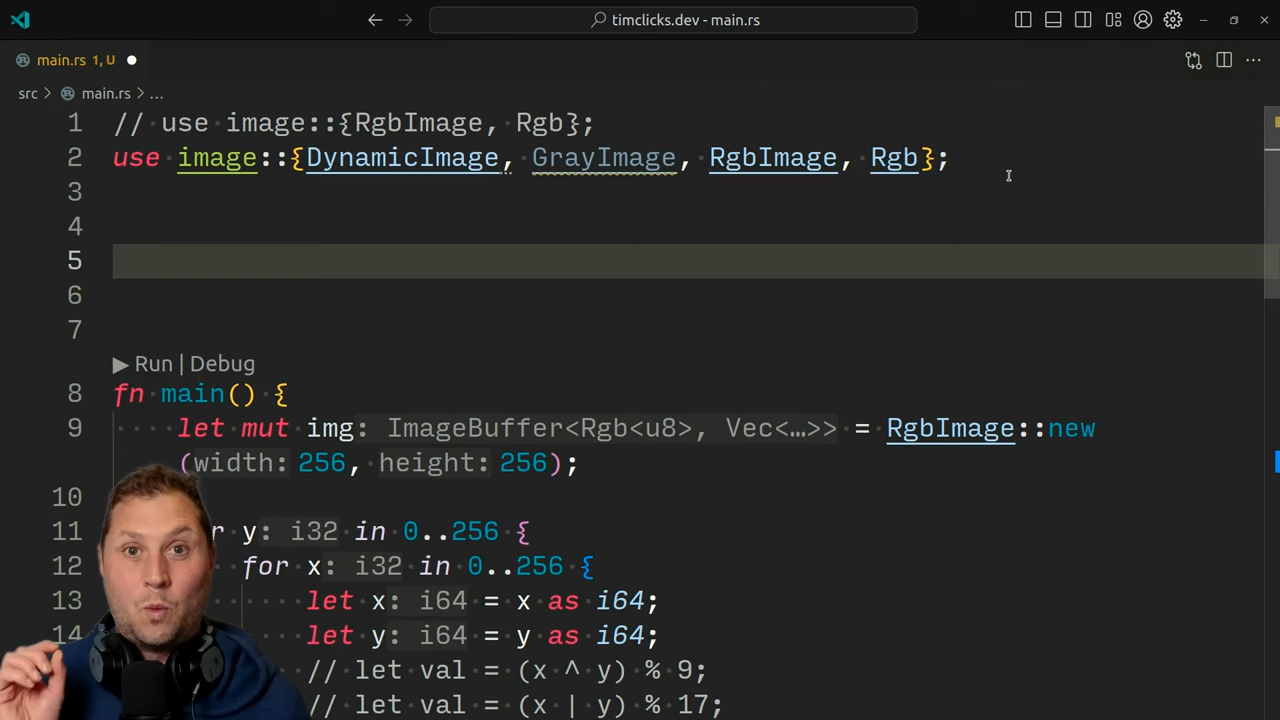 timclicks.dev - main.rs
main.rs 1, U
src > main.rs > ...
1 // use image::{RgbImage, Rgb};
2 use image::{DynamicImage, GrayImage, RgbImage, Rgb};
3
4
5
6
7
Run | Debug
8 fn main() {
9 let mut img: ImageBuffer<Rgb<u8>, Vec<…>> = RgbImage::new
(width: 256, height: 256);
10
11 r y: i32 in 0..256 {
12 for x: i32 in 0..256 {
13 let x: i64 = x as i64;
14 let y: i64 = y as i64;
// let val = (x ^ y) % 9;
// let val = (x | y) % 17;